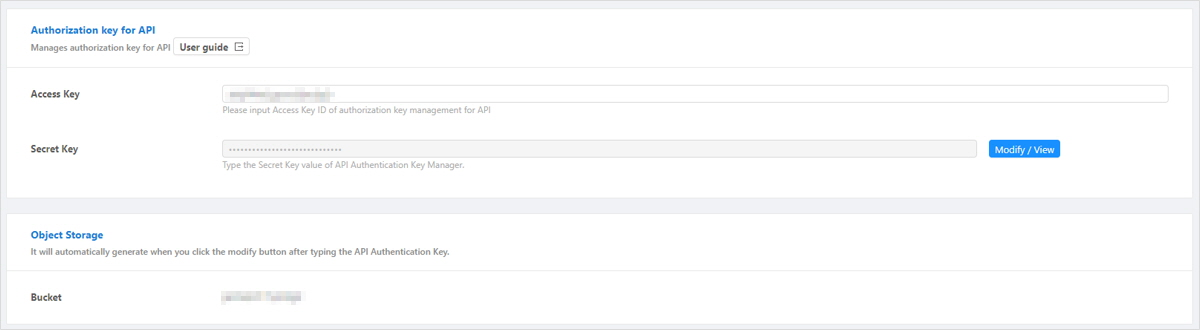 Authorization key for API
Manages authorization key for API User guide
Access Key
Please input Access Key ID of authorization key management for API
Secret Key
Modify / View
Type the Secret Key value of API Authentication Key Manager.
Object Storage
It will automatically generate when you click the modify button after typing the API Authentication Key.
Bucket